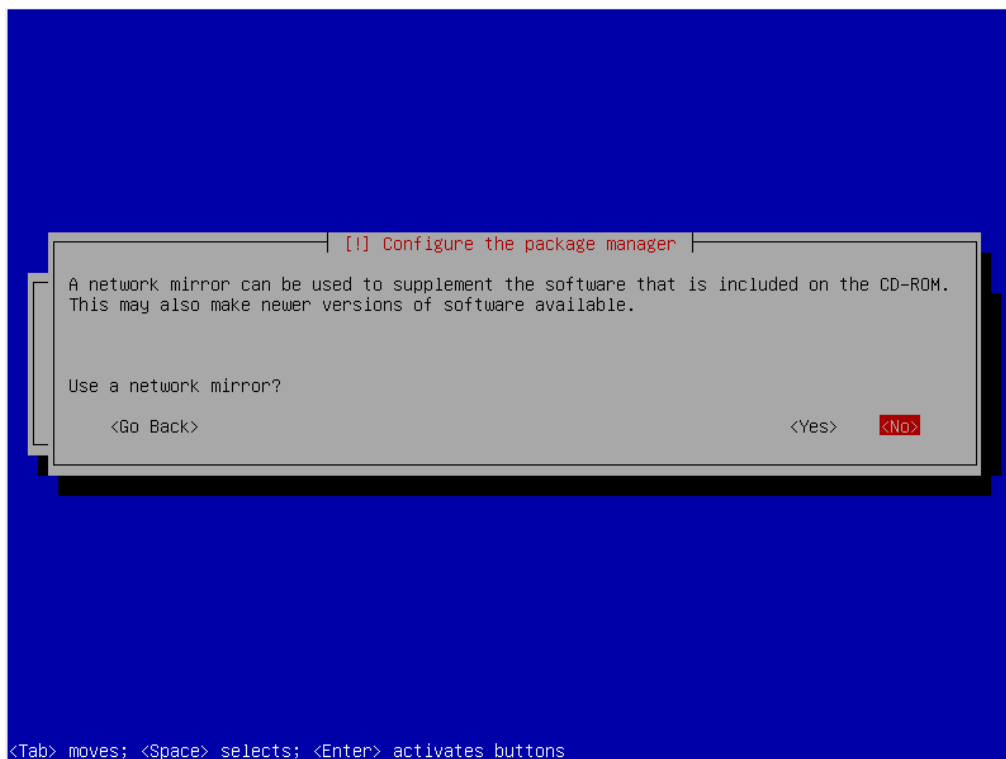 [!] Configure the package manager
A network mirror can be used to supplement the software that is included on the CD-ROM.
This may also make newer versions of software available.
Use a network mirror?
<Go Back> <Yes> <No>
<Tab> moves; <Space> selects; <Enter> activates buttons